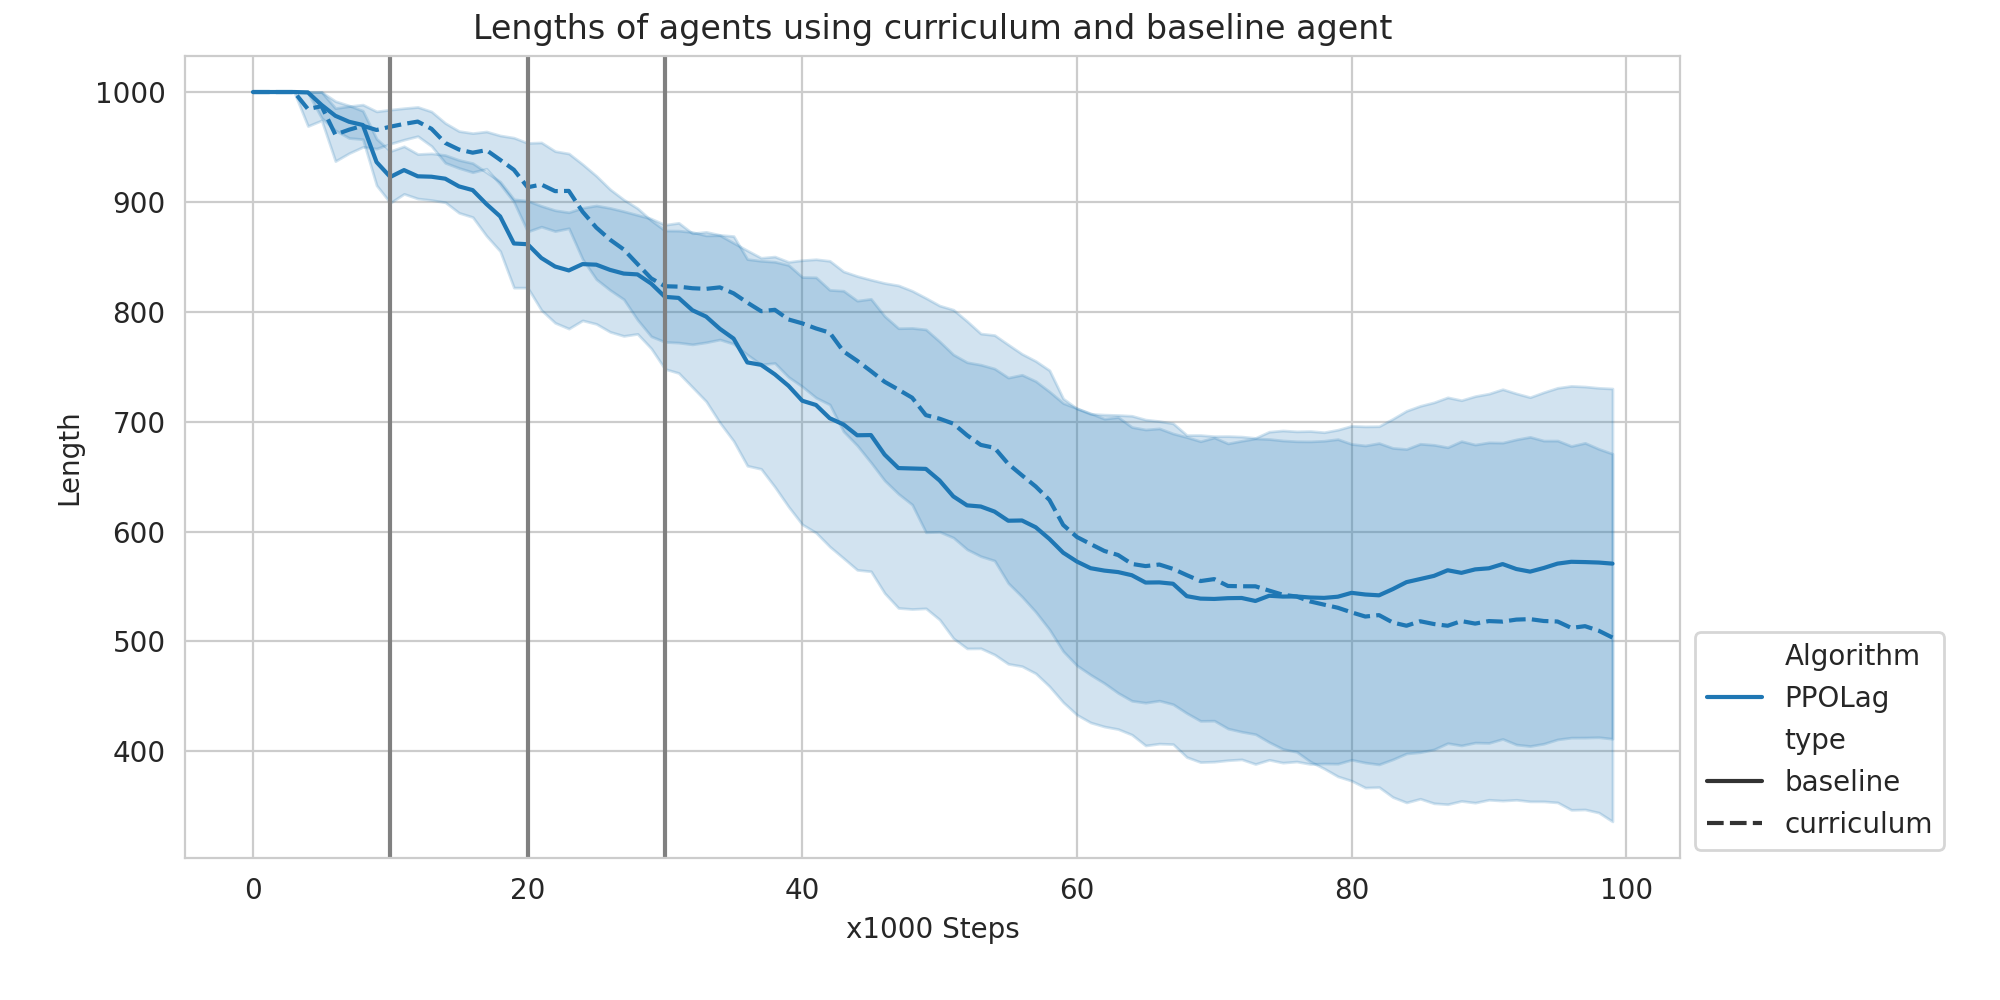 Lengths of agents using curriculum and baseline agent
1000
900
800
700
600
500
400
Length
0 20 40 60 80 100
x1000 Steps
Algorithm
PPOLag
type
baseline
curriculum